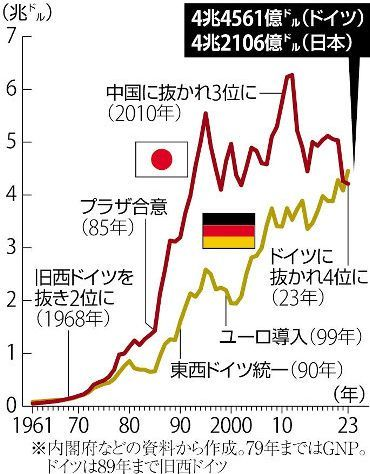 (兆ドル)
4兆4561億ドル(ドイツ)
4兆2106億ドル(日本)
7
6
5
4
3
2
1
0
中国に抜かれ3位に
(2010年)
プラザ合意
(85年)
旧西ドイツを
抜き2位に
(1968年)
ドイツに
抜かれ4位に
(23年)
ユーロ導入(99年)
東西ドイツ統一(90年)
(年)
1961 70 80 90 2000 10 23
※内閣府などの資料から作成。79年まではGNP。
ドイツは89年まで旧西ドイツ